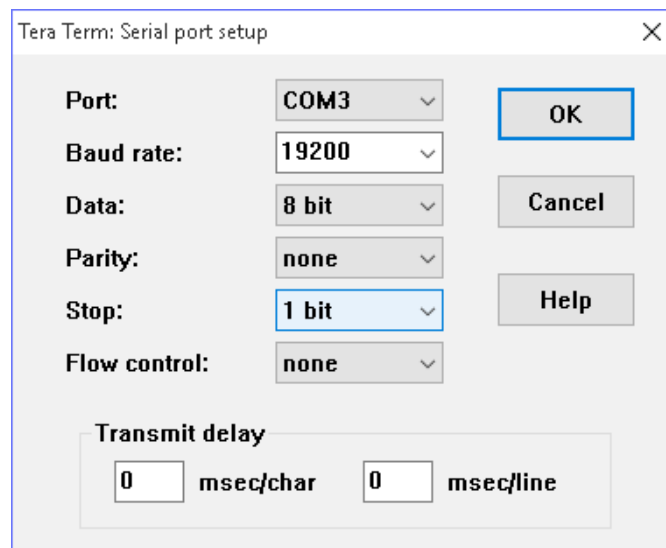 Tera Term: Serial port setup
Port: COM3 OK
Baud rate: 19200
Data: 8 bit Cancel
Parity: none
Stop: 1 bit Help
Flow control: none
Transmit delay
0 msec/char 0 msec/line